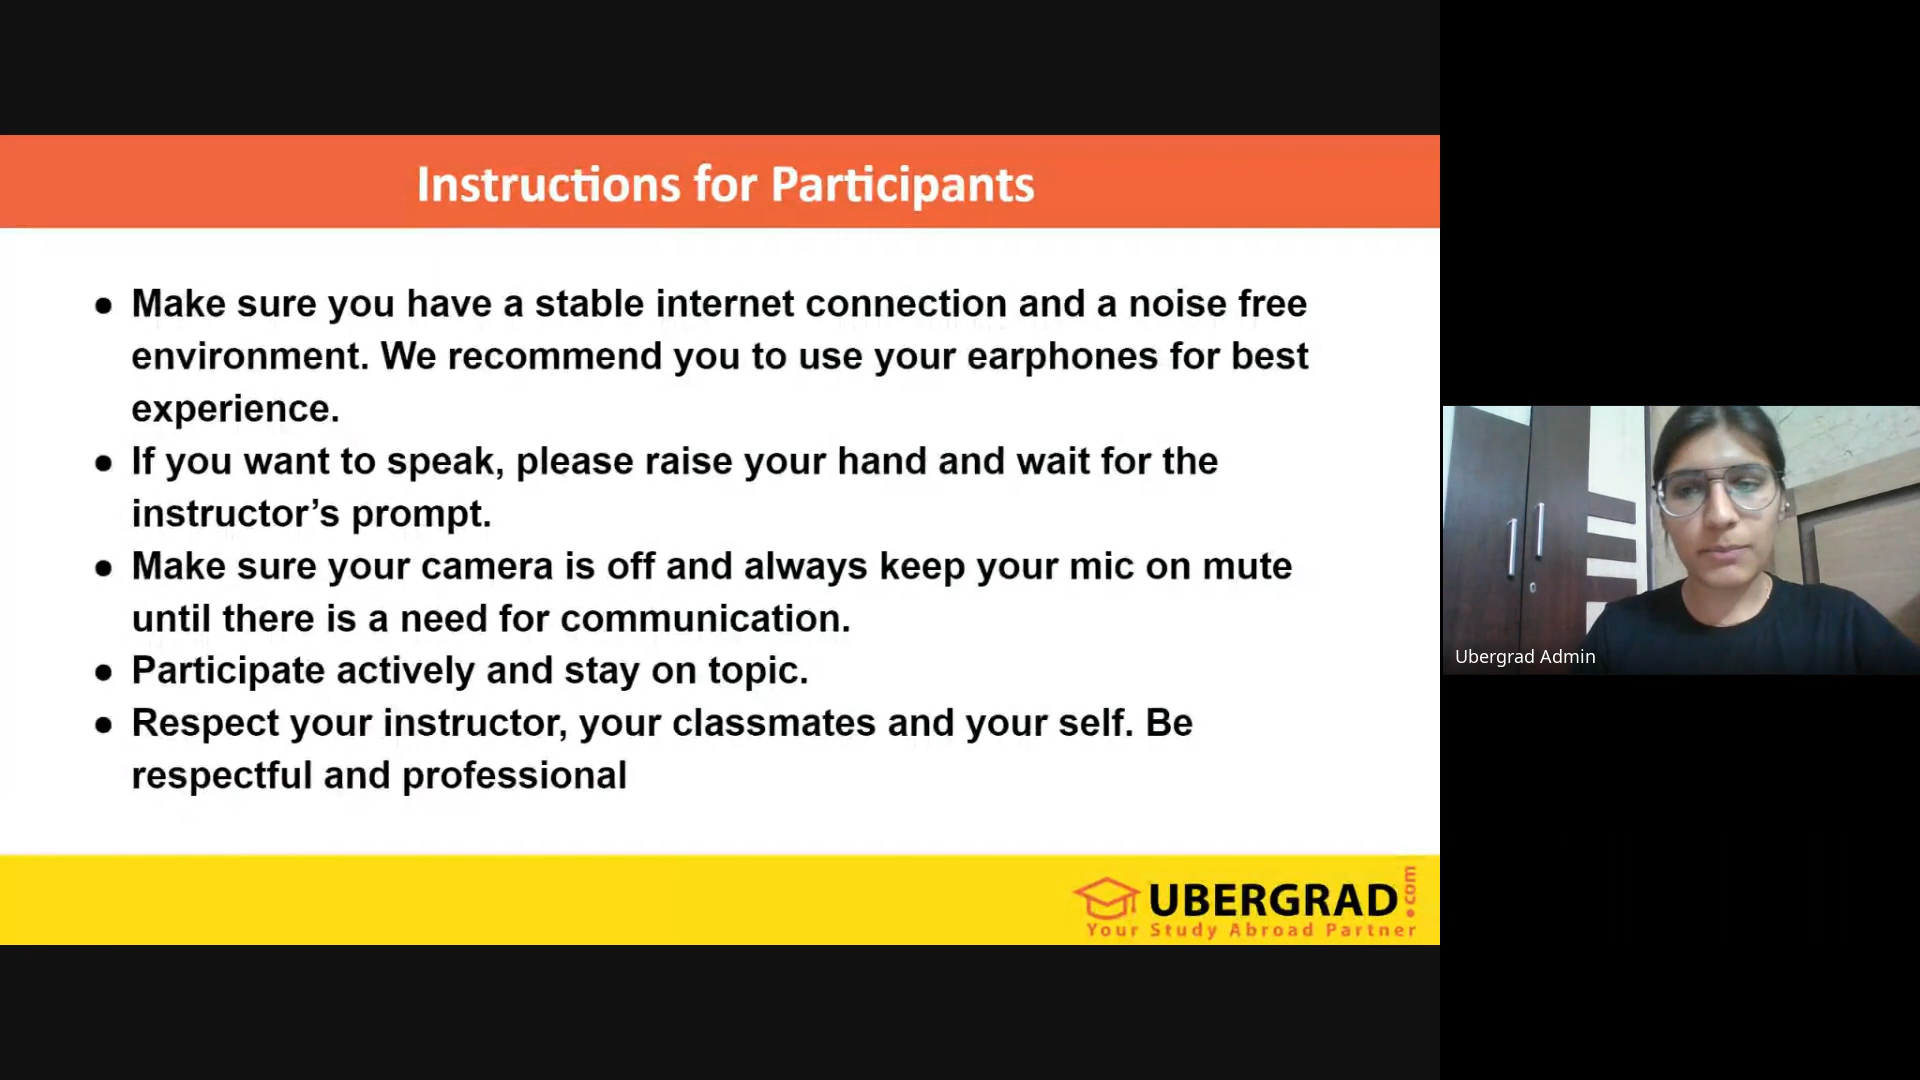 Instructions for Participants
● Make sure you have a stable internet connection and a noise free
environment. We recommend you to use your earphones for best
experience.
● If you want to speak, please raise your hand and wait for the
instructor’s prompt.
● Make sure your camera is off and always keep your mic on mute
until there is a need for communication.
● Participate actively and stay on topic.
● Respect your instructor, your classmates and your self. Be
respectful and professional
UBERGRAD.com
Your Study Abroad Partner
Ubergrad Admin